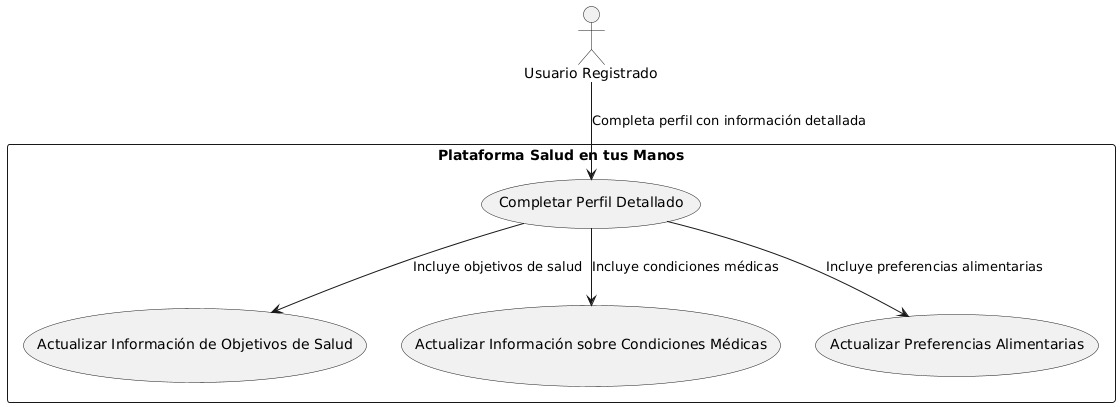 Usuario Registrado
Completa perfil con información detallada
Plataforma Salud en tus Manos
Completar Perfil Detallado
Incluye objetivos de salud
Incluye condiciones médicas
Incluye preferencias alimentarias
Actualizar Información de Objetivos de Salud
Actualizar Información sobre Condiciones Médicas
Actualizar Preferencias Alimentarias